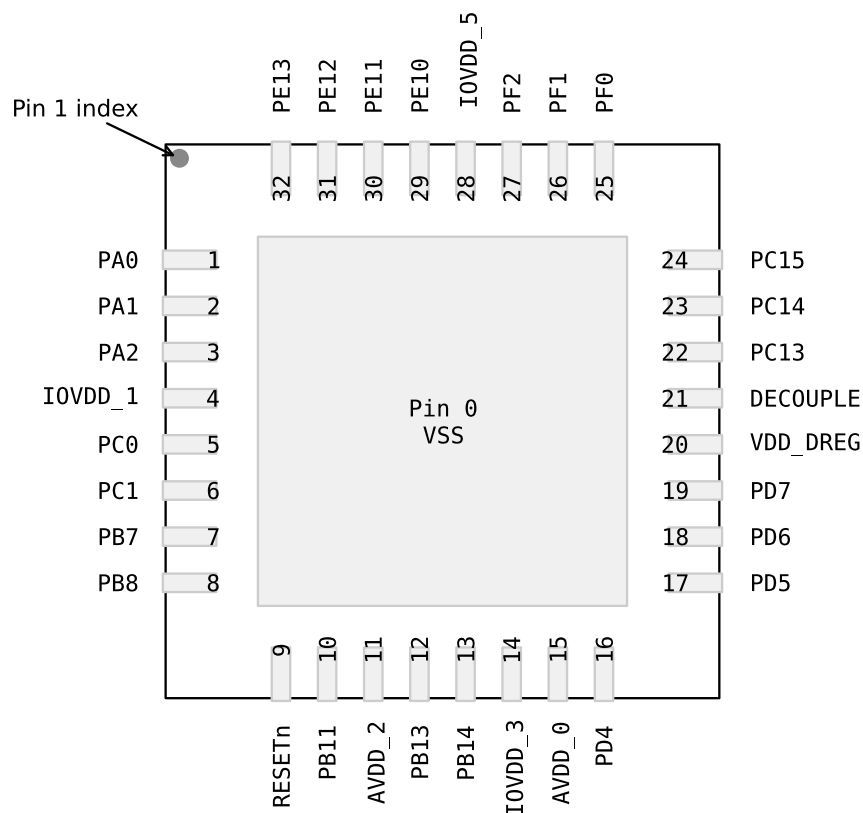 PE13
PE12
PE11
PE10
IOVDD_5
PF2
PF1
PF0
Pin 1 index
32
31
30
29
28
27
26
25
PA0 1
24 PC15
PA1 2
23 PC14
PA2 3
22 PC13
IOVDD_1 4
21 DECOUPLE
PC0 5
20 VDD_DREG
PC1 6
19 PD7
PB7 7
18 PD6
PB8 8
17 PD5
Pin 0
VSS
9
10
11
12
13
14
15
16
RESETn
PB11
AVDD_2
PB13
PB14
IOVDD_3
AVDD_0
PD4